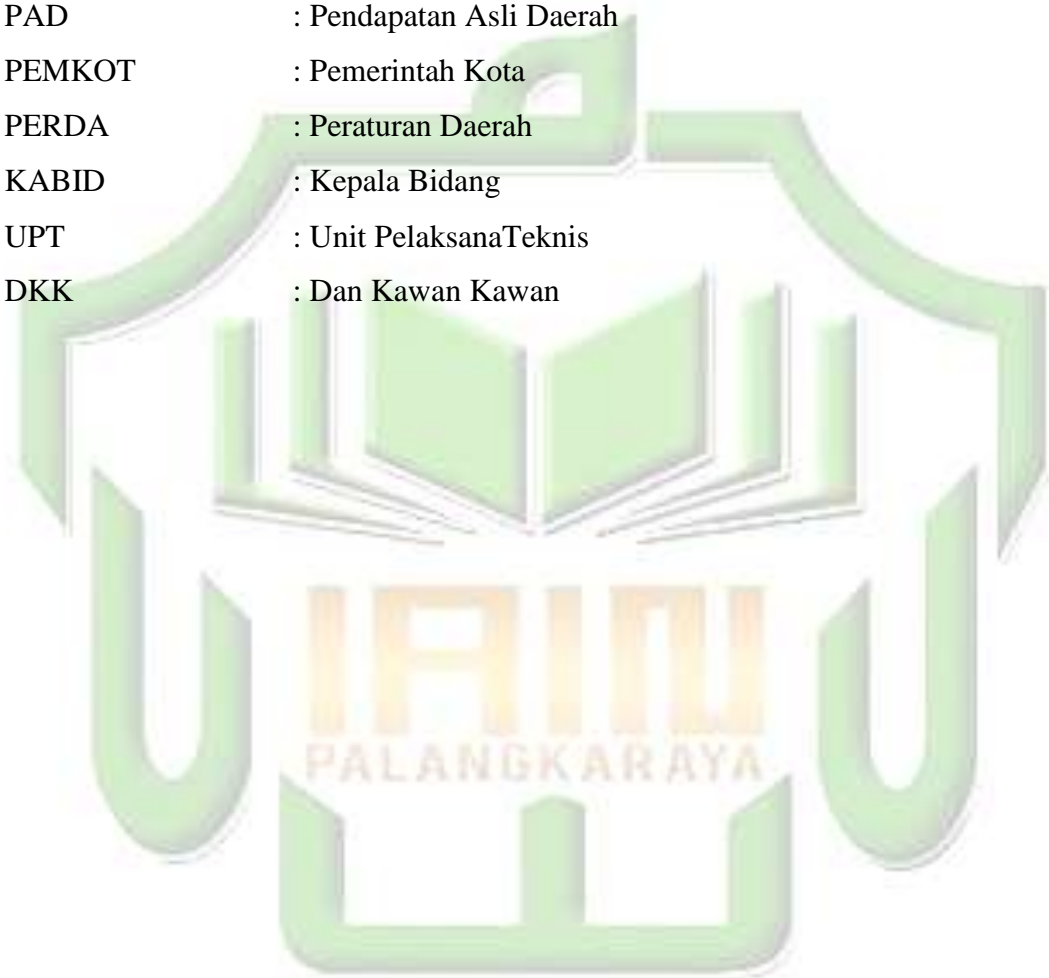 PAD : Pendapatan Asli Daerah
PEMKOT : Pemerintah Kota
PERDA : Peraturan Daerah
KABID : Kepala Bidang
UPT : Unit PelaksanaTeknis
DKK : Dan Kawan Kawan
IAIN
PALANGKARAYA